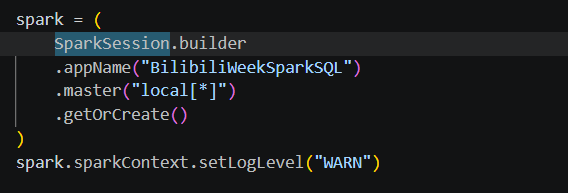 spark = (
    SparkSession.builder
    .appName("BilibiliWeekSparkSQL")
    .master("local[*]")
    .getOrCreate()
)
spark.sparkContext.setLogLevel("WARN")